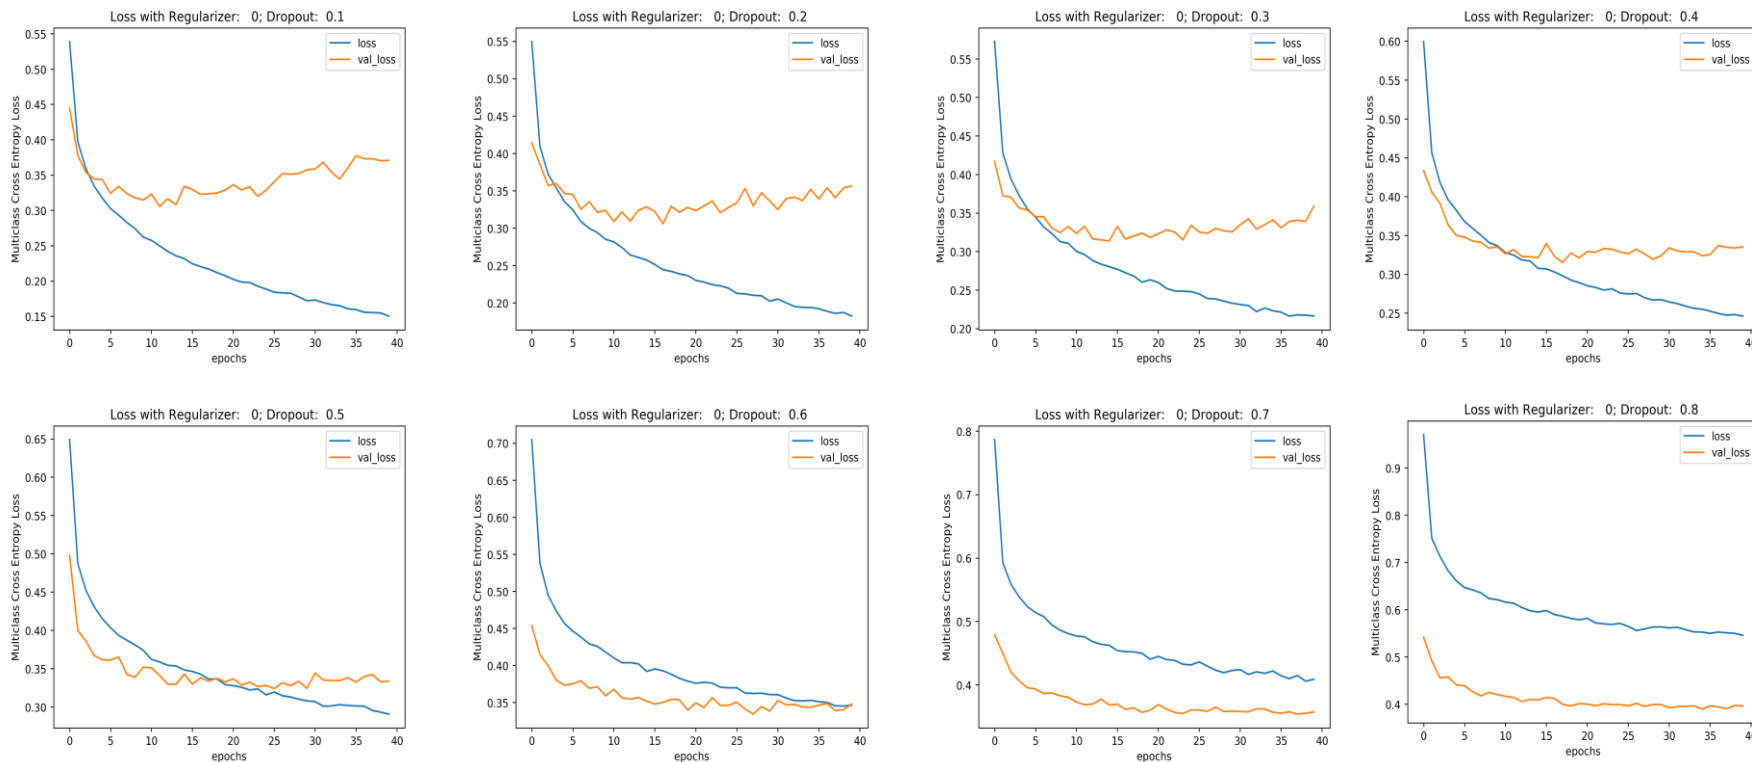 Loss with Regularizer: 0; Dropout: 0.1
loss
val_loss
Multiclass Cross Entropy Loss
0.55
0.50
0.45
0.40
0.35
0.30
0.25
0.20
0.15
0 5 10 15 20 25 30 35 40
epochs
Loss with Regularizer: 0; Dropout: 0.2
loss
val_loss
Multiclass Cross Entropy Loss
0.55
0.50
0.45
0.40
0.35
0.30
0.25
0.20
0 5 10 15 20 25 30 35 40
epochs
Loss with Regularizer: 0; Dropout: 0.3
loss
val_loss
Multiclass Cross Entropy Loss
0.55
0.50
0.45
0.40
0.35
0.30
0.25
0.20
0 5 10 15 20 25 30 35 40
epochs
Loss with Regularizer: 0; Dropout: 0.4
loss
val_loss
Multiclass Cross Entropy Loss
0.60
0.55
0.50
0.45
0.40
0.35
0.30
0.25
0 5 10 15 20 25 30 35 40
epochs
Loss with Regularizer: 0; Dropout: 0.5
loss
val_loss
Multiclass Cross Entropy Loss
0.65
0.60
0.55
0.50
0.45
0.40
0.35
0.30
0 5 10 15 20 25 30 35 40
epochs
Loss with Regularizer: 0; Dropout: 0.6
loss
val_loss
Multiclass Cross Entropy Loss
0.70
0.65
0.60
0.55
0.50
0.45
0.40
0.35
0 5 10 15 20 25 30 35 40
epochs
Loss with Regularizer: 0; Dropout: 0.7
loss
val_loss
Multiclass Cross Entropy Loss
0.8
0.7
0.6
0.5
0.4
0 5 10 15 20 25 30 35 40
epochs
Loss with Regularizer: 0; Dropout: 0.8
loss
val_loss
Multiclass Cross Entropy Loss
0.9
0.8
0.7
0.6
0.5
0.4
0 5 10 15 20 25 30 35 40
epochs